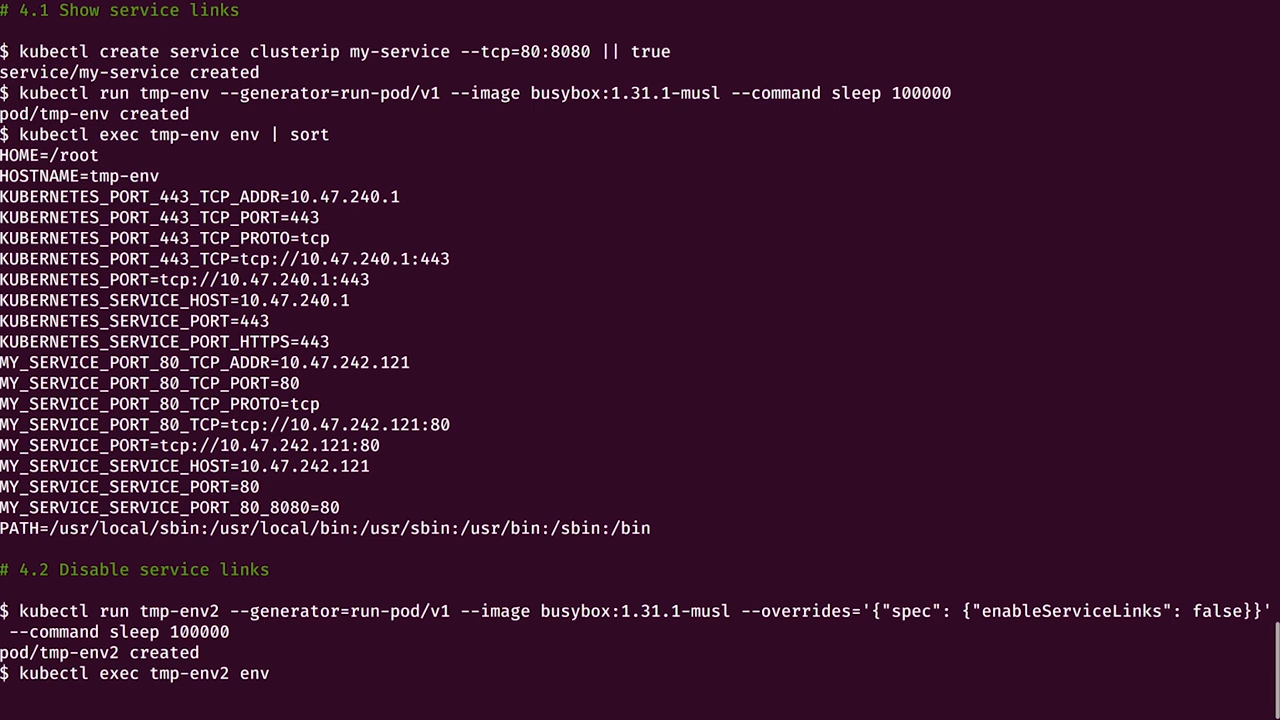 # 4.1 Show service links
$ kubectl create service clusterip my-service --tcp=80:8080 || true
service/my-service created
$ kubectl run tmp-env --generator=run-pod/v1 --image busybox:1.31.1-musl --command sleep 100000
pod/tmp-env created
$ kubectl exec tmp-env env | sort
HOME=/root
HOSTNAME=tmp-env
KUBERNETES_PORT_443_TCP_ADDR=10.47.240.1
KUBERNETES_PORT_443_TCP_PORT=443
KUBERNETES_PORT_443_TCP_PROTO=tcp
KUBERNETES_PORT_443_TCP=tcp://10.47.240.1:443
KUBERNETES_PORT=tcp://10.47.240.1:443
KUBERNETES_SERVICE_HOST=10.47.240.1
KUBERNETES_SERVICE_PORT=443
KUBERNETES_SERVICE_PORT_HTTPS=443
MY_SERVICE_PORT_80_TCP_ADDR=10.47.242.121
MY_SERVICE_PORT_80_TCP_PORT=80
MY_SERVICE_PORT_80_TCP_PROTO=tcp
MY_SERVICE_PORT_80_TCP=tcp://10.47.242.121:80
MY_SERVICE_PORT=tcp://10.47.242.121:80
MY_SERVICE_SERVICE_HOST=10.47.242.121
MY_SERVICE_SERVICE_PORT=80
MY_SERVICE_SERVICE_PORT_80_8080=80
PATH=/usr/local/sbin:/usr/local/bin:/usr/sbin:/usr/bin:/sbin:/bin
# 4.2 Disable service links
$ kubectl run tmp-env2 --generator=run-pod/v1 --image busybox:1.31.1-musl --overrides='{"spec": {"enableServiceLinks": false}}'
--command sleep 100000
pod/tmp-env2 created
$ kubectl exec tmp-env2 env